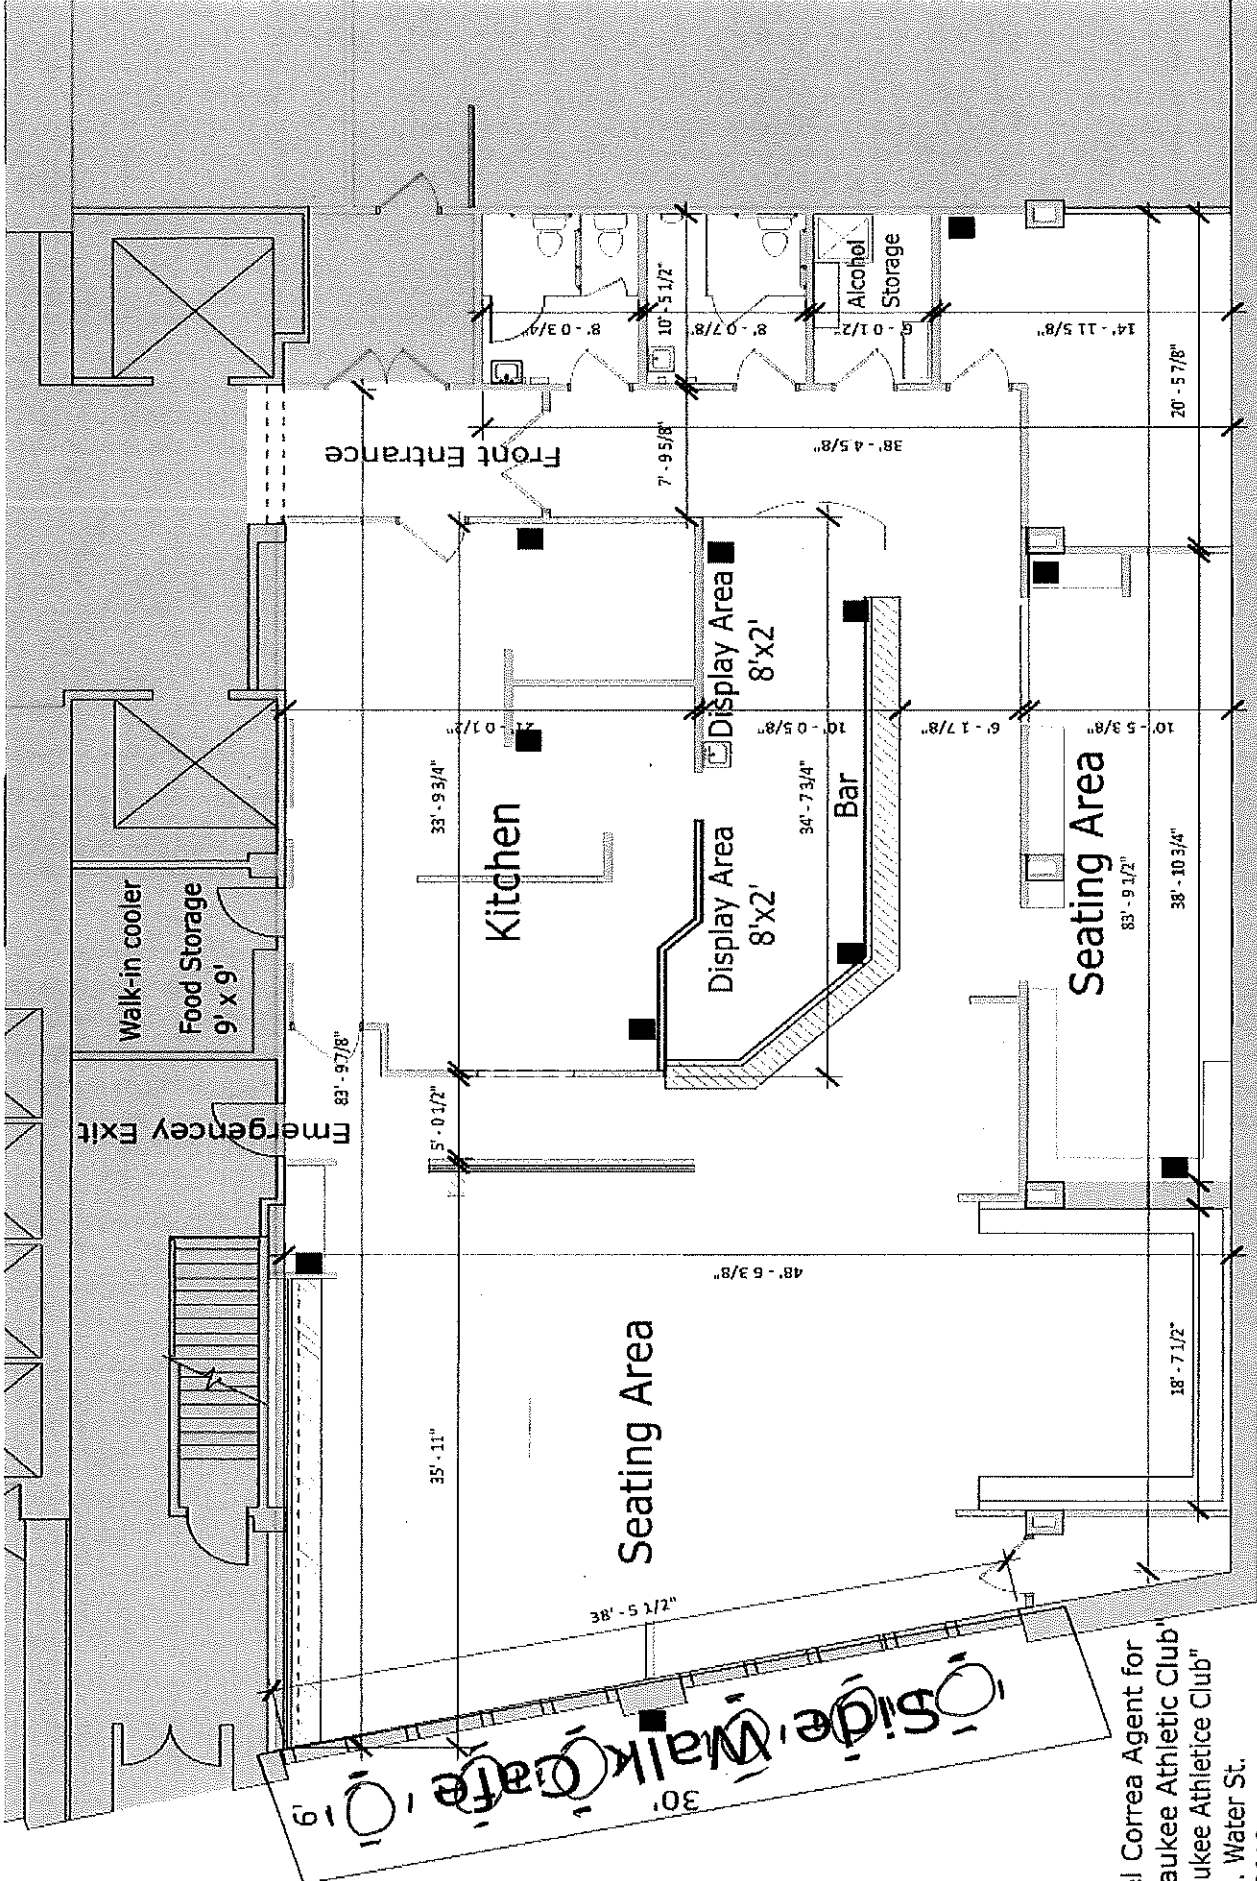 Walk-in cooler
Food Storage
9' x 9'
Emergencey Exit
Front Entrance
83' - 9 7/8"
33' - 9 3/4"
5' - 0 1/2"
35' - 11"
21' - 0 1/2"
Kitchen
Display Area
8'x2'
Display Area
8'x2'
10' - 0 5/8"
34' - 7 3/4"
Bar
6' - 1 7/8"
7' - 9 5/8"
38' - 4 5/8"
8' - 0 3/4"
10' - 5 1/2"
8' - 0 7/8"
Alcohol
Storage
14' - 11 5/8"
20' - 5 7/8"
10' - 5 3/8"
Seating Area
83' - 9 1/2"
38' - 10 3/4"
48' - 6 3/8"
18' - 7 1/2"
Seating Area
38' - 5 1/2"
Side Walk Cafe
30'
el Correa Agent for
aukee Athletic Club"
ukee Athletice Club"
. Water St.